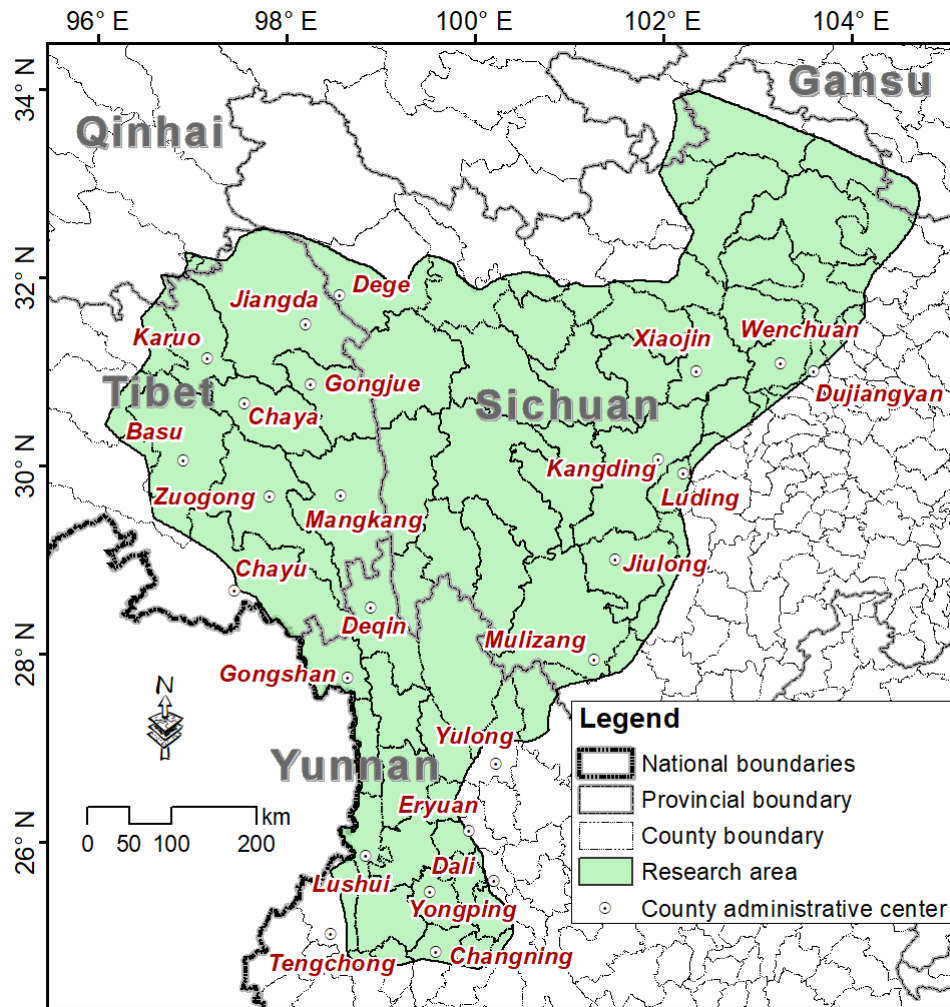 96° E 98° E 100° E 102° E 104° E
34° N
32° N
30° N
28° N
26° N
Gansu
Qinhai
Dege
Jiangda
Karuo
Xiaojin
Wenchuan
Gongjue
Tibet
Chaya
Sichuan
Dujiangyan
Basu
Kangding
Zuogong
Luding
Mangkang
Chayu
Jiulong
Deqin
Mulizang
Gongshan
N
Yulong
Yunnan
Eryuan
Dali
Lushui
Yongping
Changning
Tengchong
km
0 50 100 200
Legend
National boundaries
Provincial boundary
County boundary
Research area
County administrative center